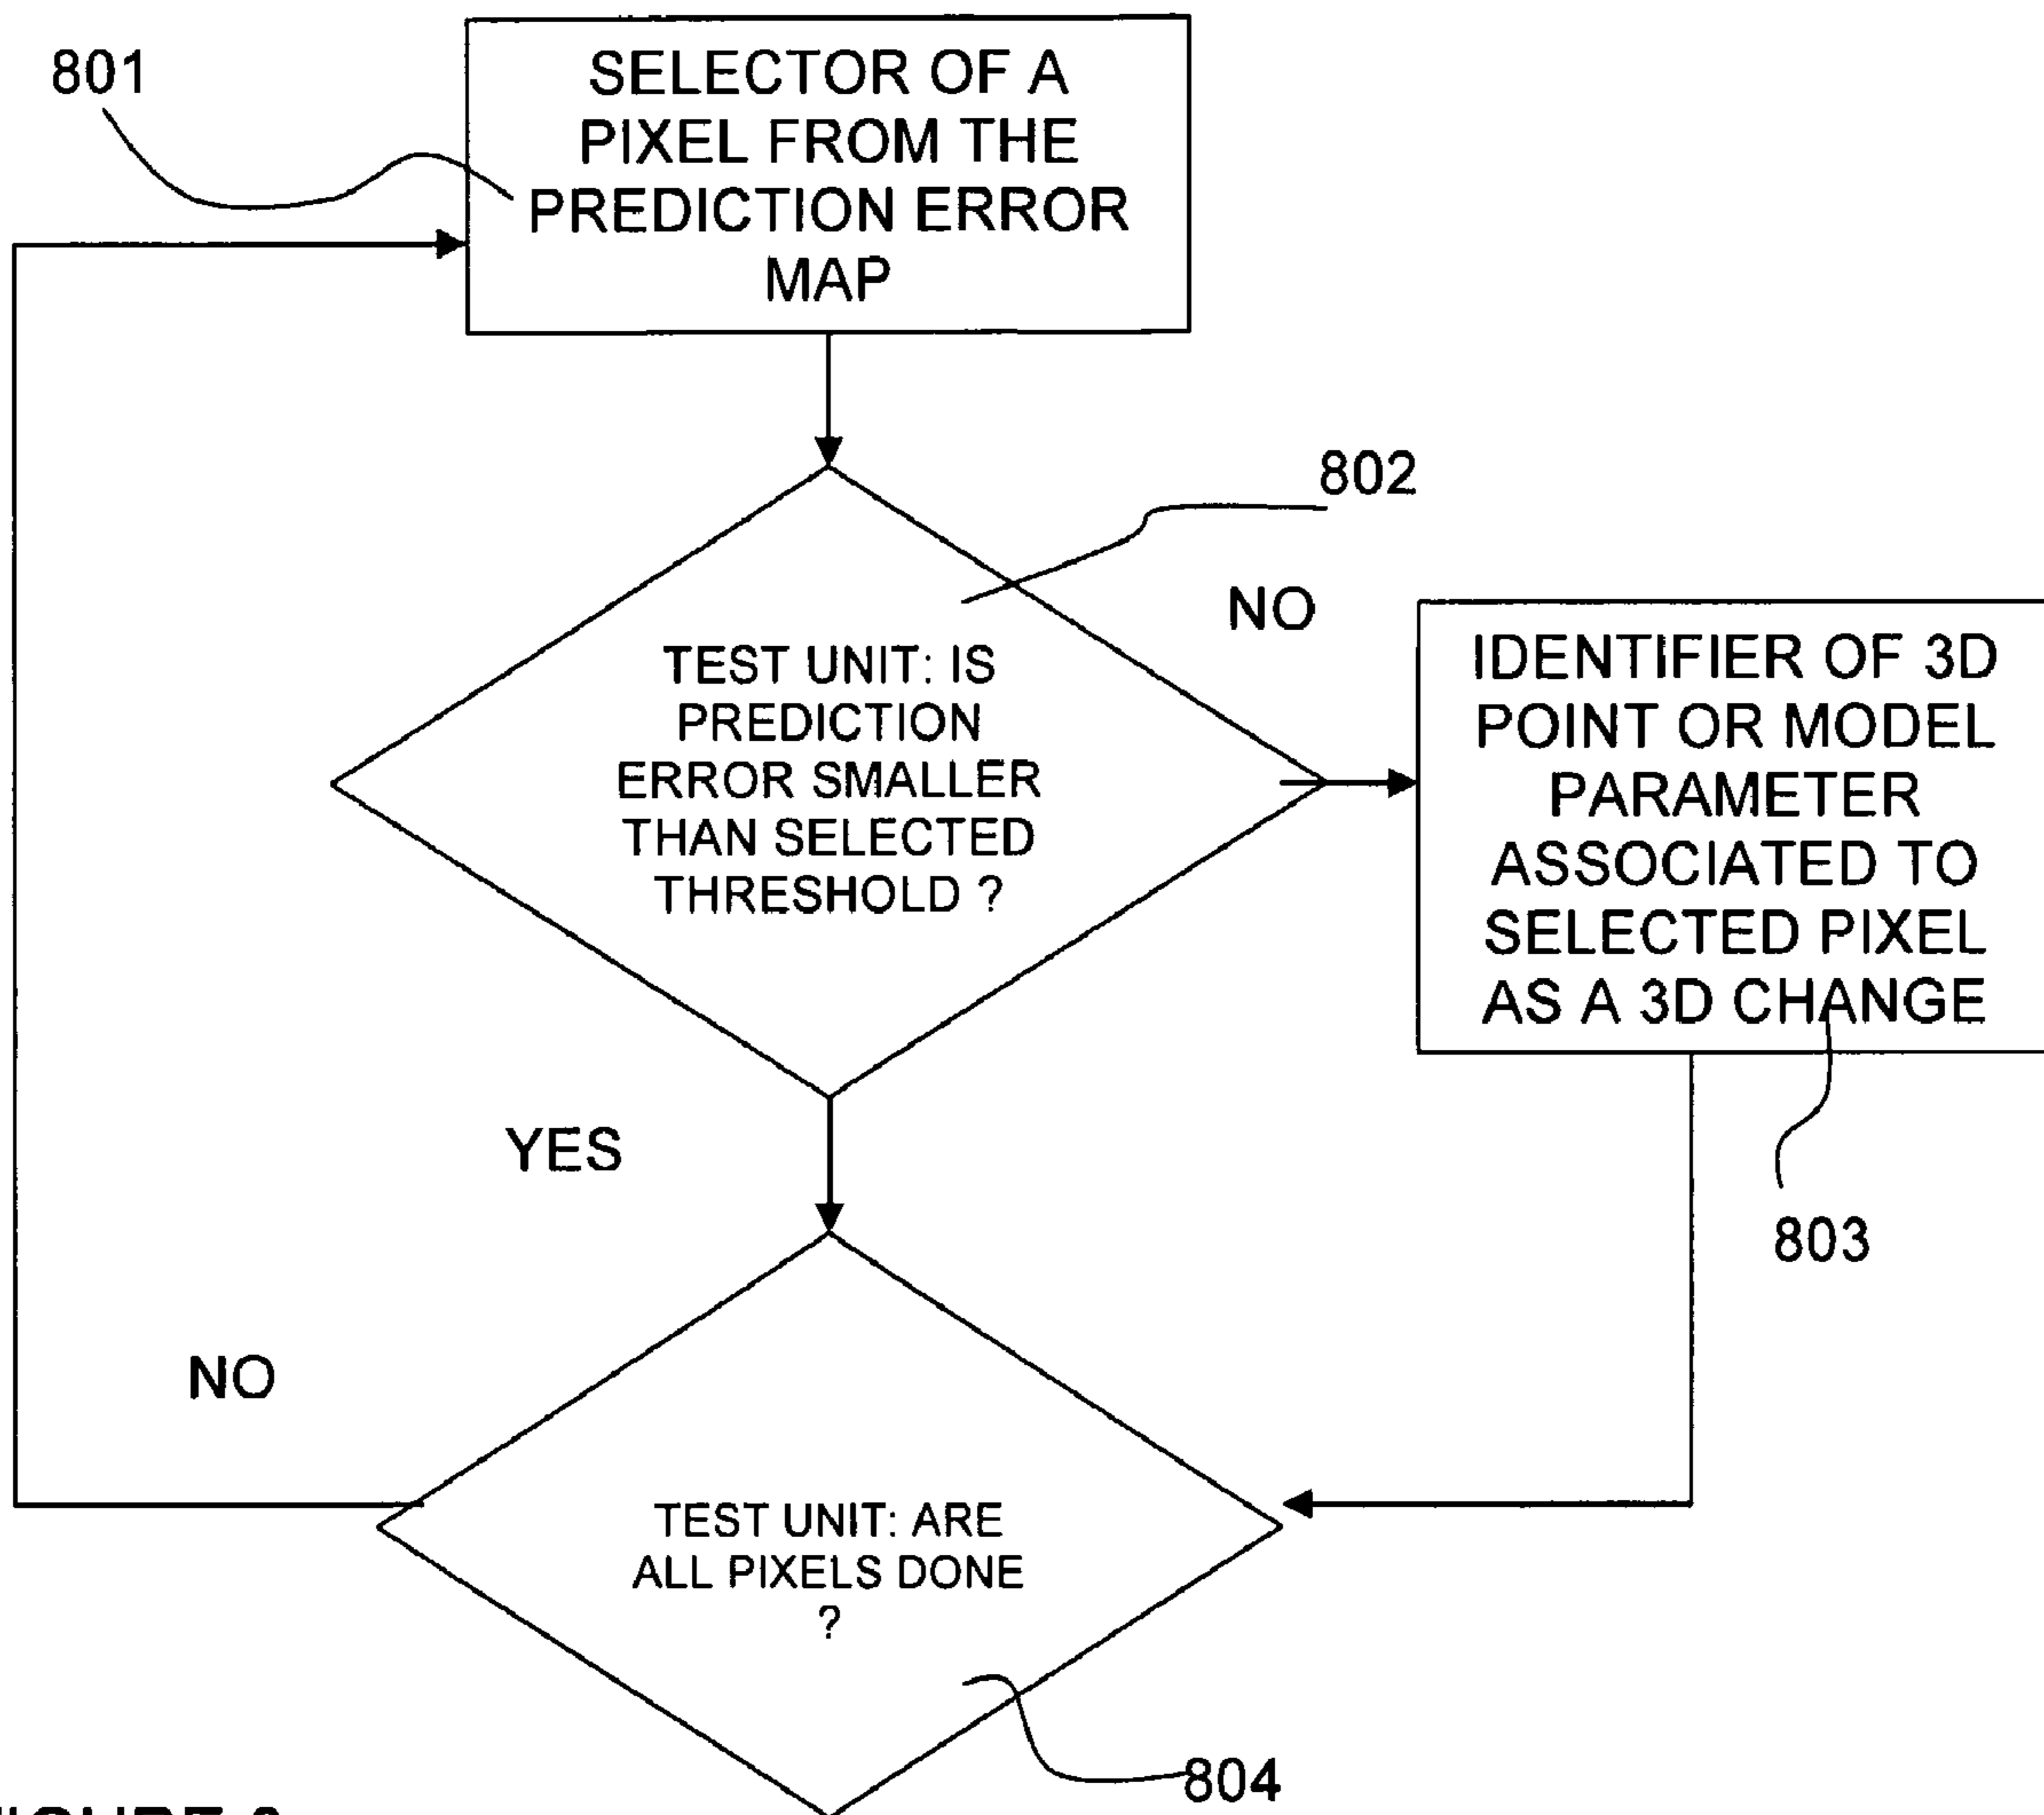 801
SELECTOR OF A
PIXEL FROM THE
PREDICTION ERROR
MAP
802
NO
TEST UNIT: IS
PREDICTION
ERROR SMALLER
THAN SELECTED
THRESHOLD ?
IDENTIFIER OF 3D
POINT OR MODEL
PARAMETER
ASSOCIATED TO
SELECTED PIXEL
AS A 3D CHANGE
YES
803
NO
TEST UNIT: ARE
ALL PIXELS DONE
?
804